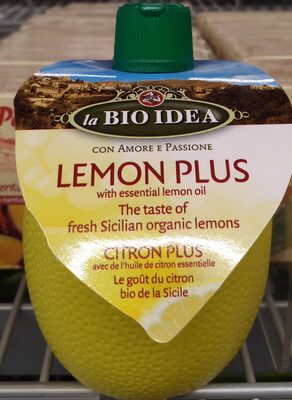 la BIO IDEA
CON AMORE E PASSIONE
LEMON PLUS
with essential lemon oil
The taste of
fresh Sicilian organic lemons
CITRON PLUS
avec de l'huile de citron essentielle
Le goût du citron
bio de la Sicile